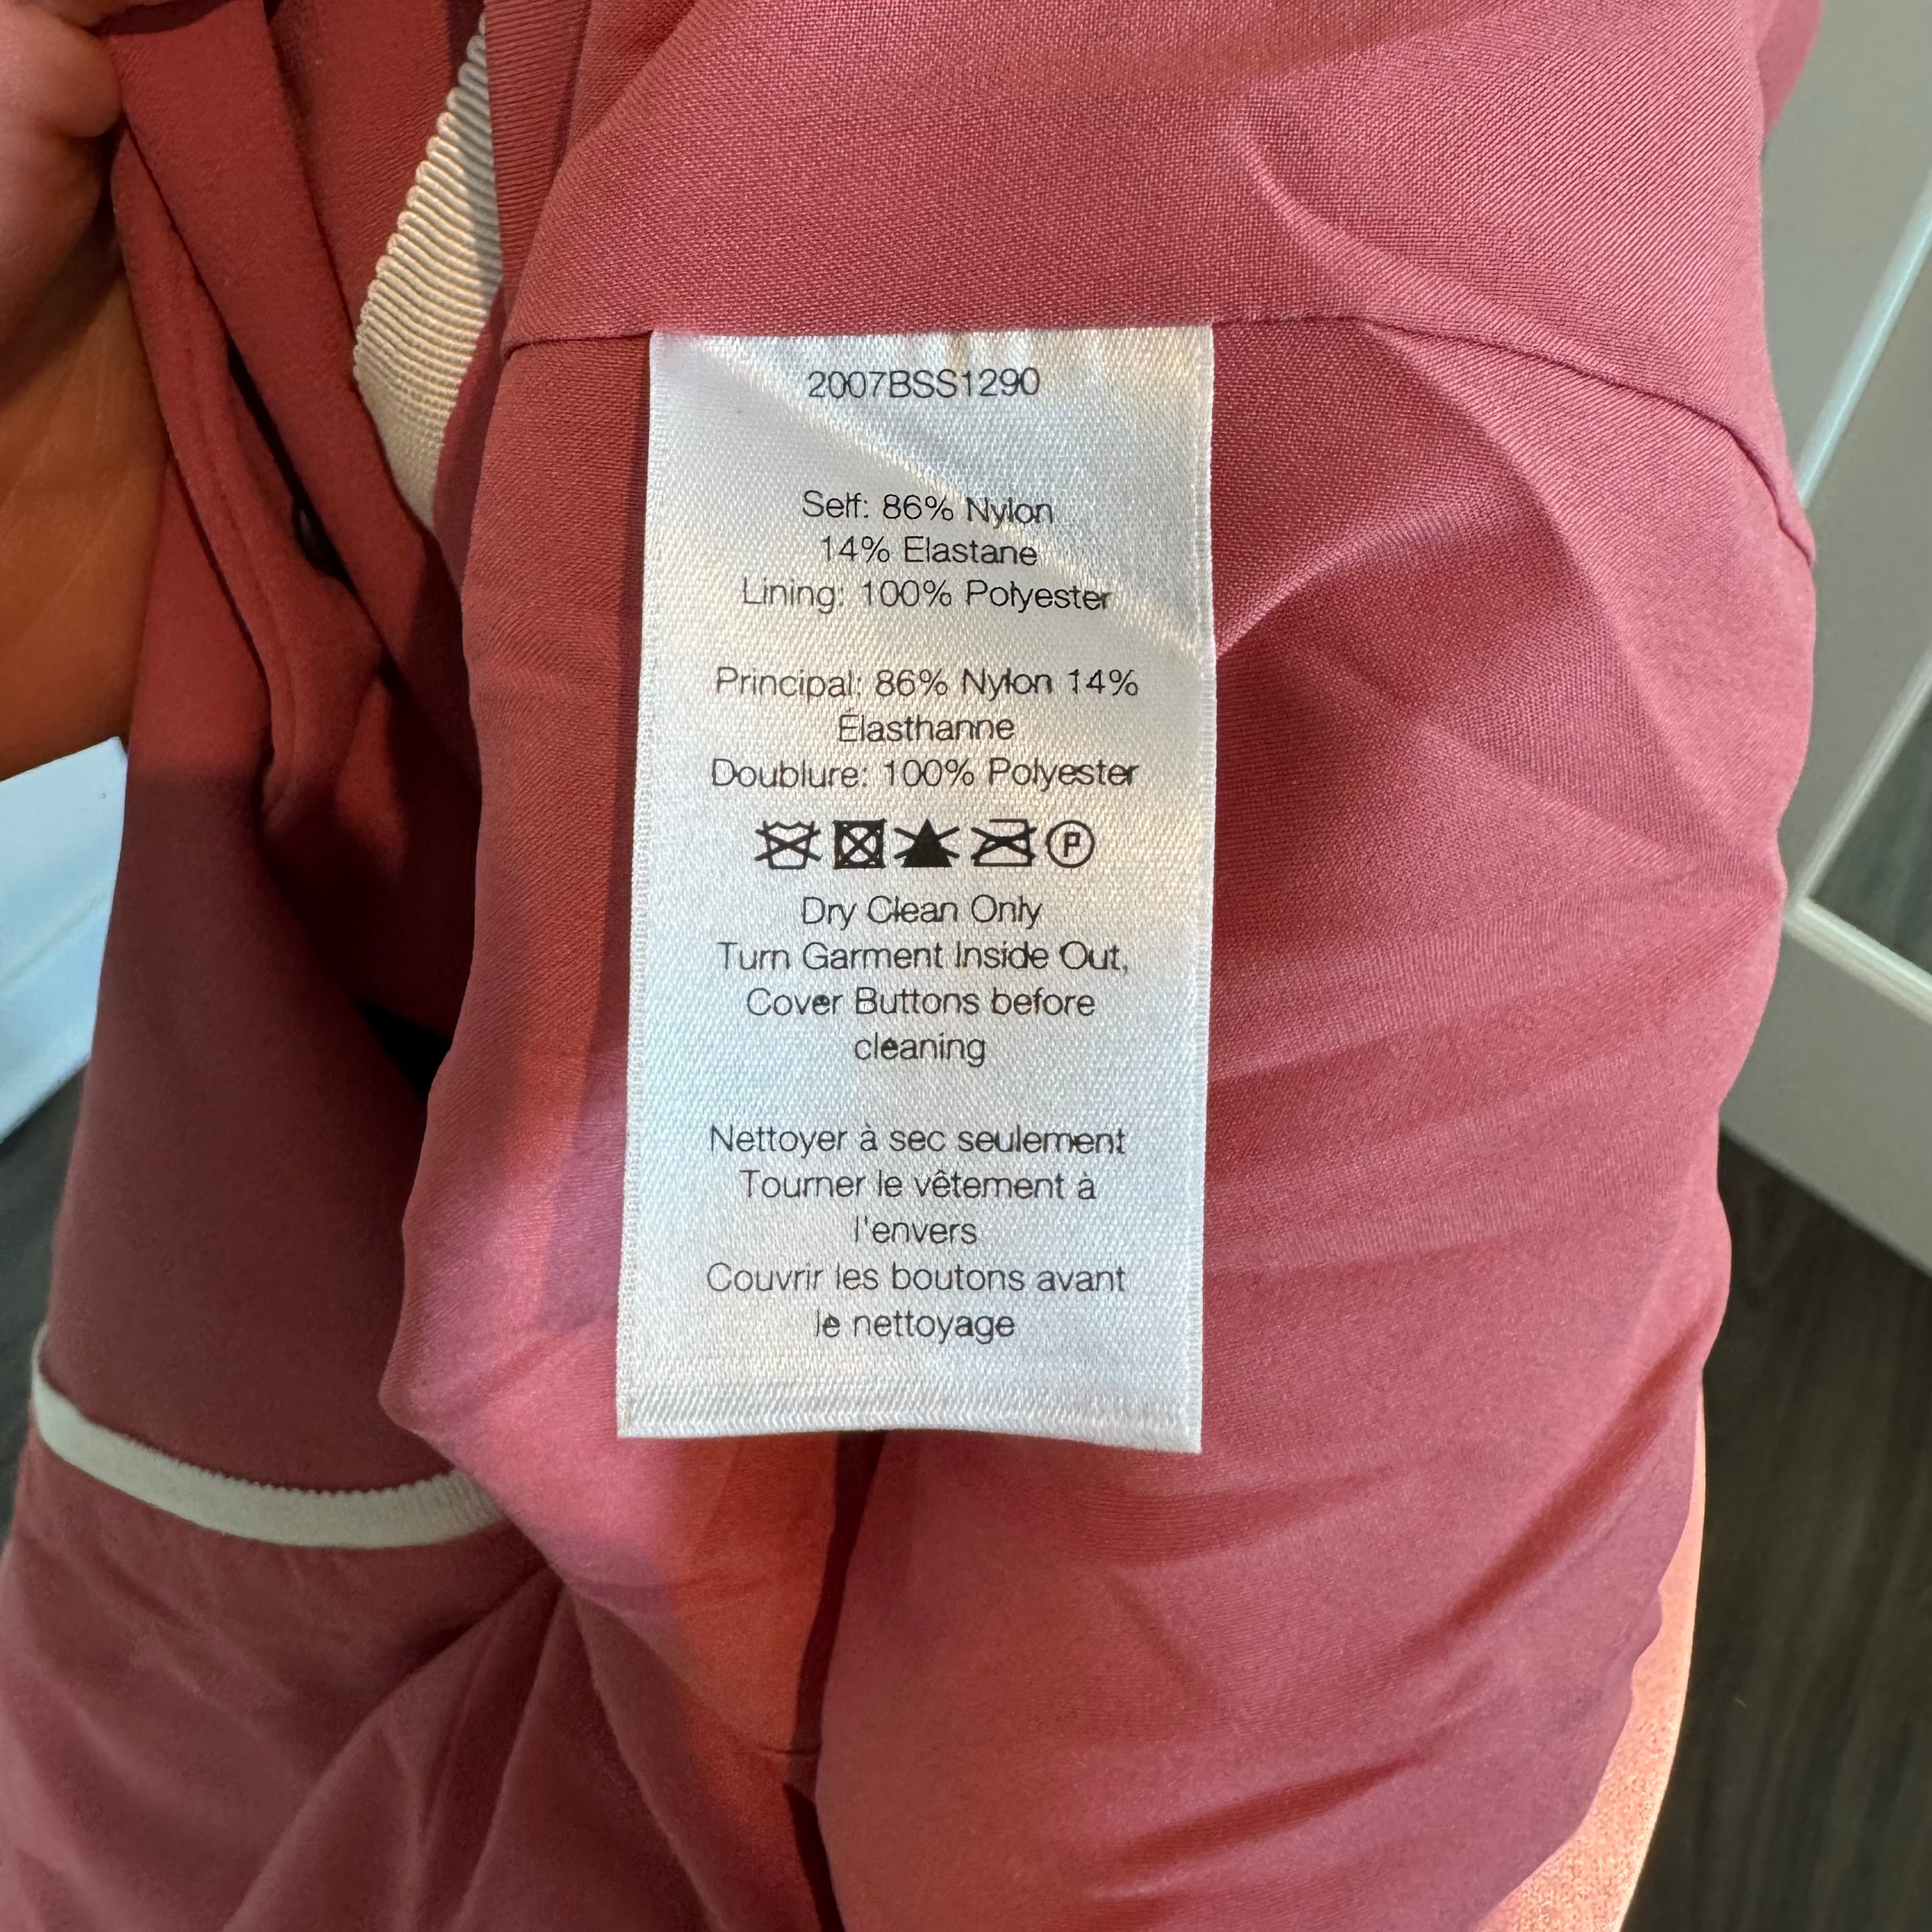 2007BSS1290
Self: 86% Nylon
14% Elastane
Lining: 100% Polyester
Principal: 86% Nylon 14%
Élasthanne
Doublure: 100% Polyester
P
Dry Clean Only
Turn Garment Inside Out,
Cover Buttons before
cleaning
Nettoyer à sec seulement
Tourner le vêtement à
l'envers
Couvrir les boutons avant
le nettoyage